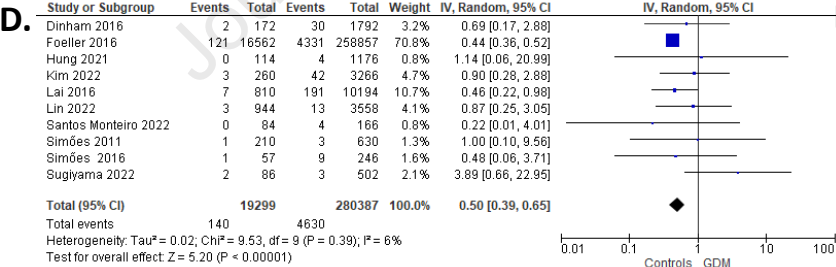 D.
Study or Subgroup Events Total Events Total Weight IV, Random, 95% CI IV, Random, 95% CI
Dinham 2016 2 172 30 1792 3.2% 0.69 [0.17, 2.88]
Foeller 2016 121 16562 4331 258857 70.8% 0.44 [0.36, 0.52]
Hung 2021 0 114 4 1176 0.8% 1.14 [0.06, 20.99]
Kim 2022 3 260 42 3266 4.8% 0.90 [0.28, 2.88]
Lai 2016 7 810 191 10194 10.7% 0.46 [0.22, 0.98]
Lin 2022 3 944 13 3558 4.1% 0.87 [0.25, 3.05]
Santos Monteiro 2022 0 84 4 166 0.8% 0.22 [0.01, 4.01]
Simões 2011 1 210 3 630 1.3% 1.00 [0.10, 9.56]
Simões 2016 1 57 9 246 1.6% 0.48 [0.06, 3.71]
Sugiyama 2022 2 86 3 502 2.1% 3.89 [0.66, 22.95]
Total (95% CI) 19299 280387 100.0% 0.50 [0.39, 0.65]
Total events 140 4630
Heterogeneity: Tau² = 0.02; Chi² = 9.53, df = 9 (P = 0.39); I² = 6%
Test for overall effect: Z = 5.20 (P < 0.00001)
0.01 0.1 1 10 100
Controls GDM